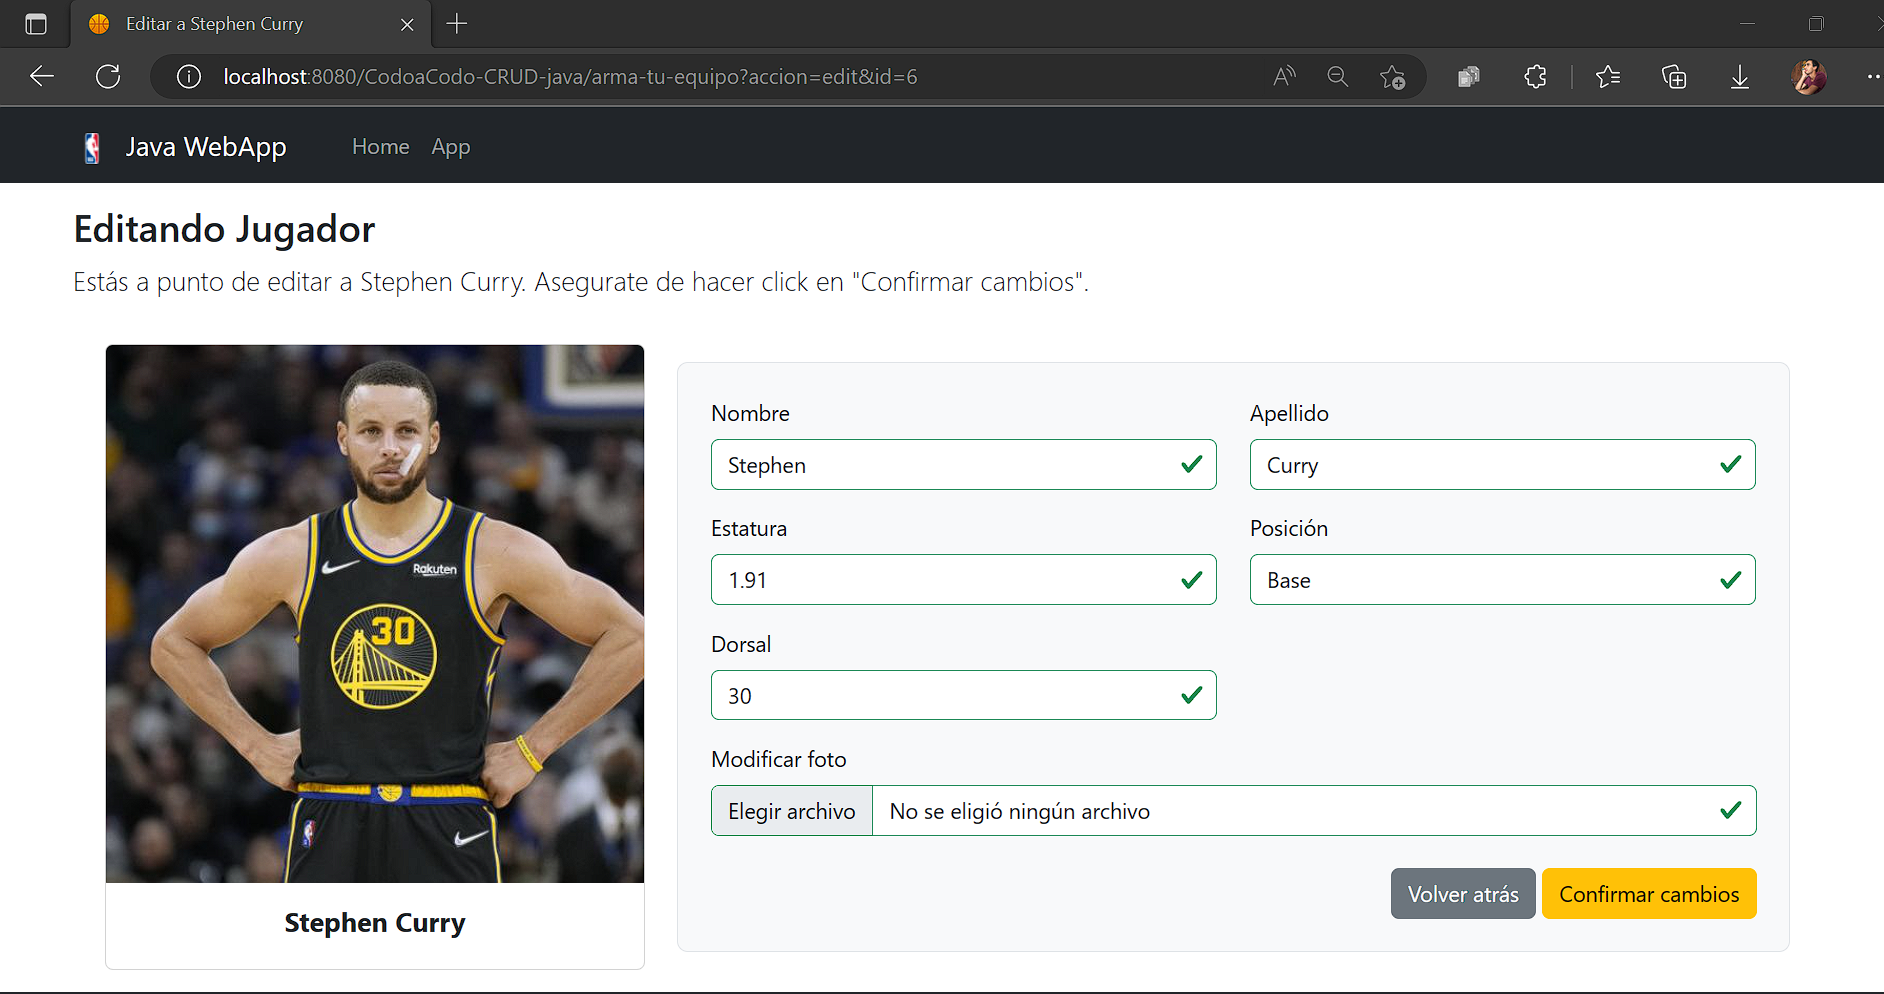 Editar a Stephen Curry
localhost:8080/CodoaCodo-CRUD-java/arma-tu-equipo?accion=edit&id=6
Java WebApp
Home
App
Editando Jugador
Estás a punto de editar a Stephen Curry. Asegurate de hacer click en "Confirmar cambios".
Rakuten
30
Stephen Curry
Nombre
Apellido
Stephen
Curry
Estatura
Posición
1.91
Base
Dorsal
30
Modificar foto
Elegir archivo
No se eligió ningún archivo
Volver atrás
Confirmar cambios